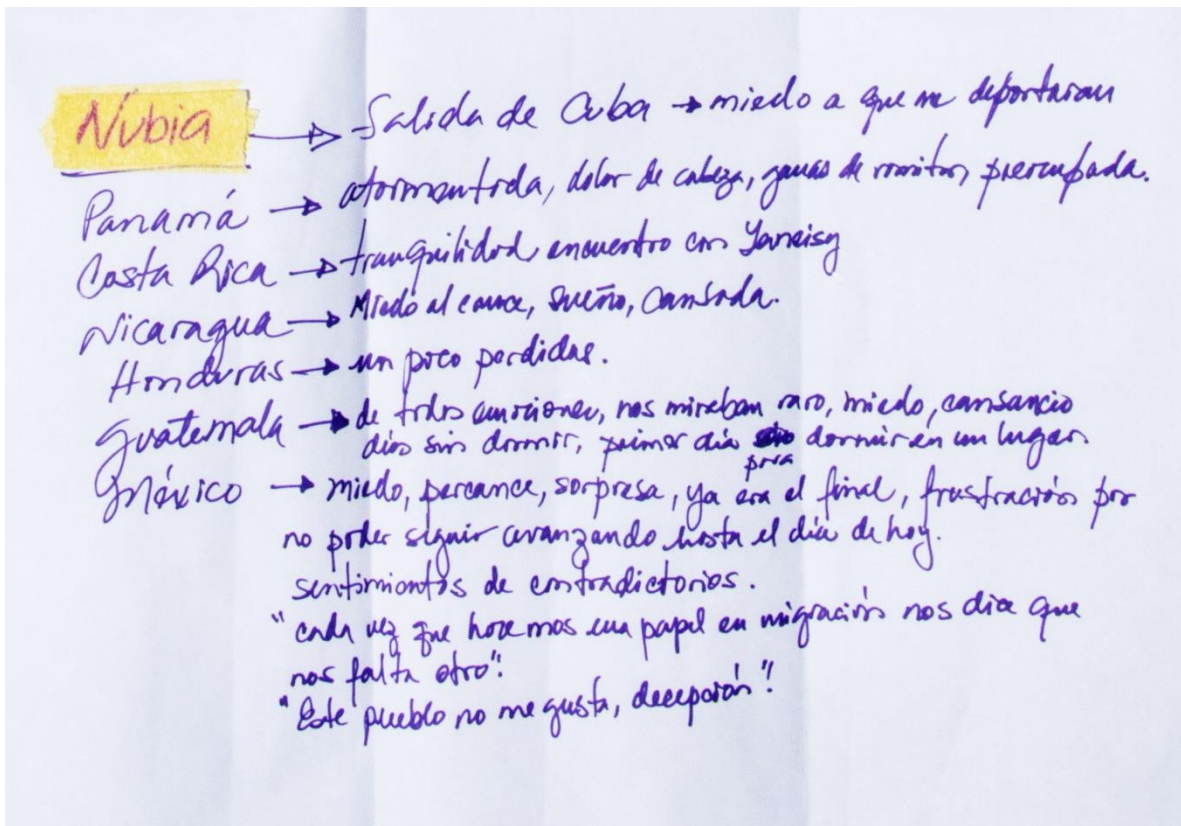 Núbia → Salida de Cuba → miedo a que me deportaran
Panamá → atormentada, dolor de cabeza, ganas de vomitar, preocupada.
Costa Rica → tranquilidad encuentro con Yaneisy
Nicaragua → Miedo al cruce, sueño, cansada.
Honduras → un poco perdidas.
Guatemala → de todos emociones, nos miraban raro, miedo, cansancio
días sin dormir, primer día para dormir en un lugar.
México → miedo, percance, sorpresa, ya era el final, frustración por
no poder seguir avanzando hasta el día de hoy.
sentimientos de contradictorios.
"cada vez que hacemos un papel en migración nos dice que
nos falta otro".
"Este pueblo no me gusta, decepción".